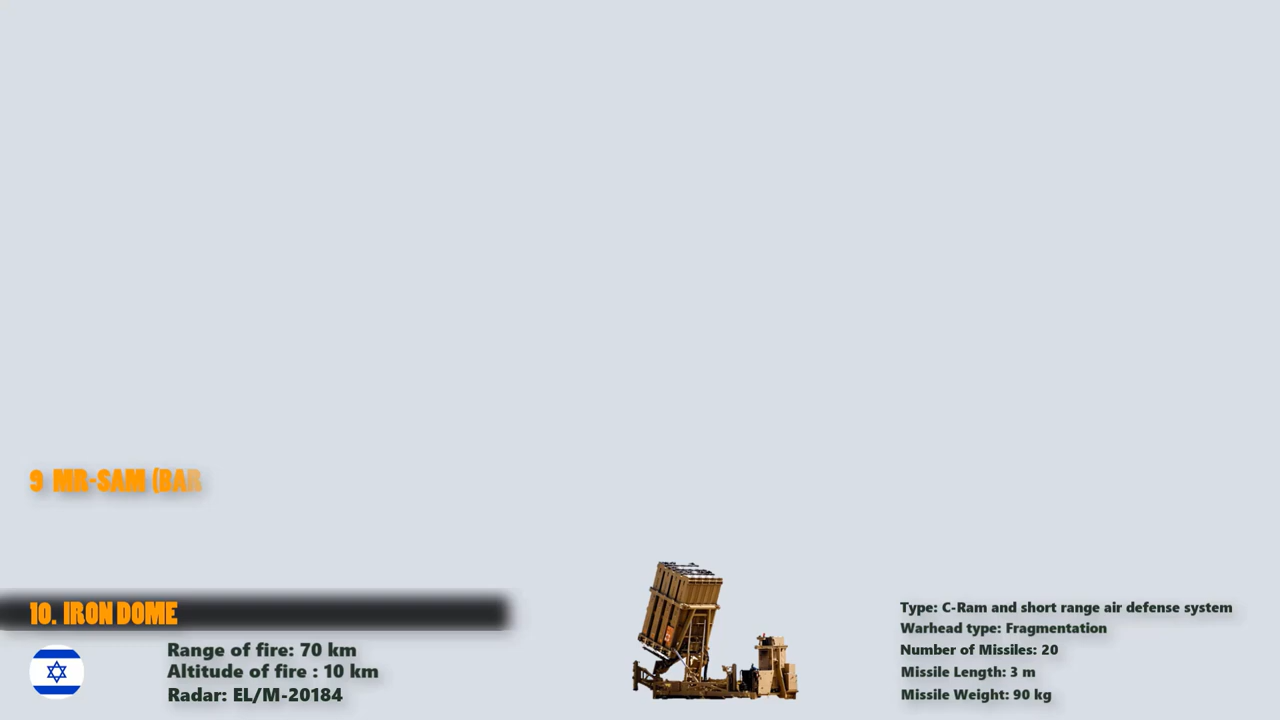 9 MR-SAM (BAR
10. IRON DOME
Range of fire: 70 km
Altitude of fire : 10 km
Radar: EL/M-20184
Type: C-Ram and short range air defense system
Warhead type: Fragmentation
Number of Missiles: 20
Missile Length: 3 m
Missile Weight: 90 kg